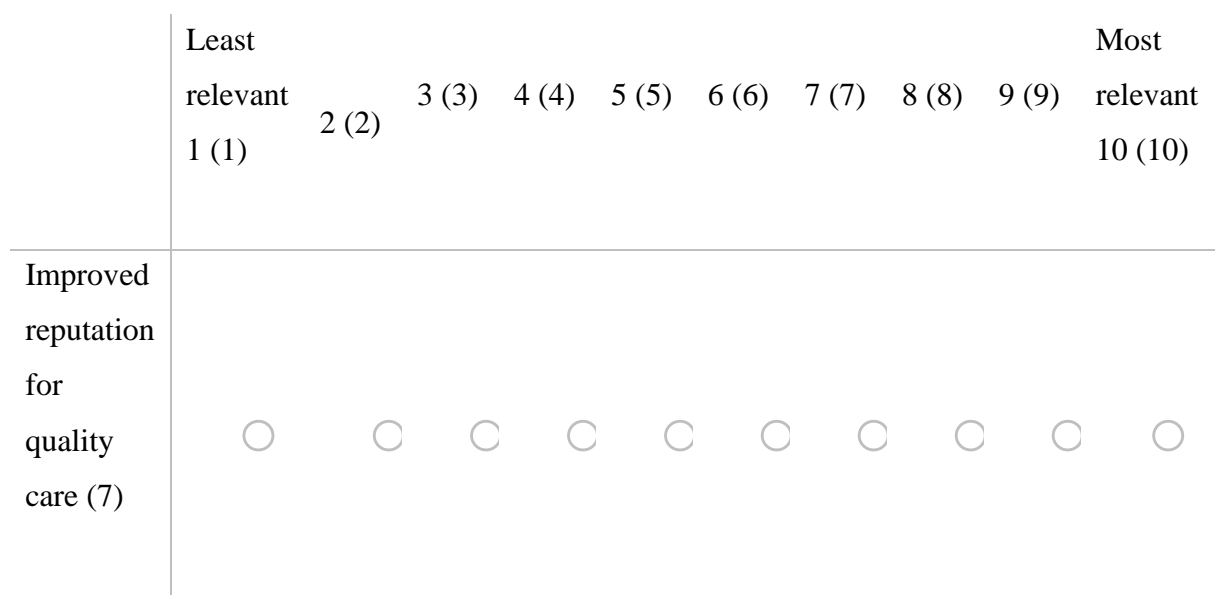 Least relevant 1 (1)
2 (2)
3 (3)
4 (4)
5 (5)
6 (6)
7 (7)
8 (8)
9 (9)
Most relevant 10 (10)
Improved
reputation
for
quality
care (7)